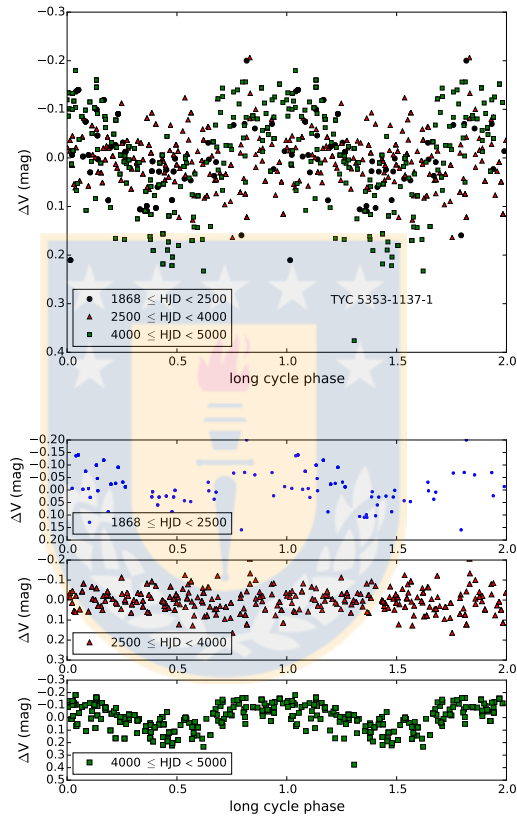 −0.3
−0.2
−0.1
0.0
0.1
0.2
0.3
0.4
ΔV (mag)
TYC 5353-1137-1
1868 ≤ HJD < 2500
2500 ≤ HJD < 4000
4000 ≤ HJD < 5000
0.0 0.5 1.0 1.5 2.0
long cycle phase
−0.20
−0.15
−0.10
−0.05
0.00
0.05
0.10
0.15
0.20
ΔV (mag)
1868 ≤ HJD < 2500
0.0 0.5 1.0 1.5 2.0
−0.2
−0.1
0.0
0.1
0.2
0.3
ΔV (mag)
2500 ≤ HJD < 4000
0.0 0.5 1.0 1.5 2.0
−0.3
−0.2
−0.1
0.0
0.1
0.2
0.3
0.4
0.5
ΔV (mag)
4000 ≤ HJD < 5000
0.0 0.5 1.0 1.5 2.0
long cycle phase